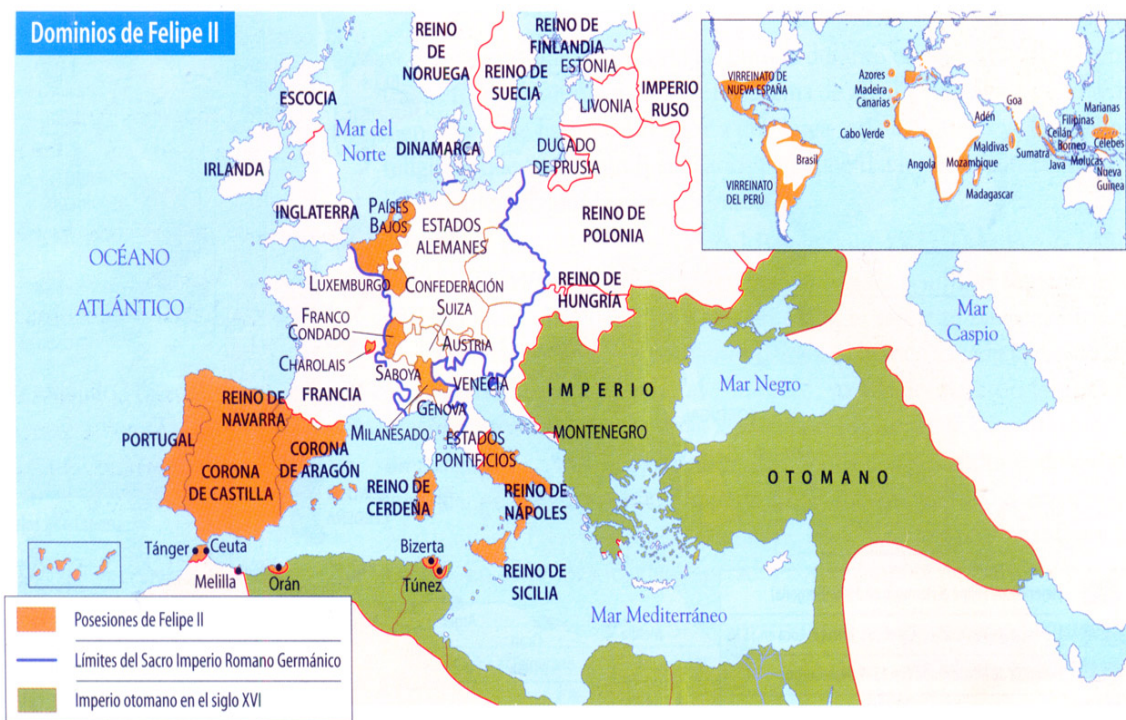 Dominios de Felipe II
REINO
DE
NORUEGA
REINO DE
SUECIA
REINO
DE FINLANDIA
ESTONIA
LIVONIA
IMPERIO
RUSO
ESCOCIA
Mar del
Norte
DINAMARCA
DUCADO
DE PRUSIA
IRLANDA
INGLATERRA
PAÍSES
BAJOS
ESTADOS
ALEMANES
REINO
DE POLONIA
OCÉANO
ATLÁNTICO
LUXEMBURGO
CONFEDERACIÓN
SUIZA
REINO DE
HUNGRÍA
FRANCO
CONDADO
AUSTRIA
CHAROLAIS
SABOYA
VENECIA
FRANCIA
GÉNOVA
MILANESADO
ESTADOS
PONTIFICIOS
REINO DE
NAVARRA
PORTUGAL
CORONA
DE CASTILLA
CORONA
DE ARAGÓN
REINO DE
CERDEÑA
REINO DE
NÁPOLES
REINO DE
SICILIA
IMPERIO
OTOMANO
MONTENEGRO
Mar Negro
Mar
Caspio
Mar Mediterráneo
Tánger
Ceuta
Melilla
Orán
Bizerta
Túnez
VIRREINATO DE
NUEVA ESPAÑA
VIRREINATO
DEL PERÚ
Brasil
Azores
Madeira
Canarias
Cabo Verde
Angola
Mozambique
Madagascar
Adén
Goa
Maldivas
Ceilán
Sumatra
Java
Borneo
Molucas
Filipinas
Marianas
Célebes
Nueva
Guinea
Posesiones de Felipe II
Límites del Sacro Imperio Romano Germánico
Imperio otomano en el siglo XVI